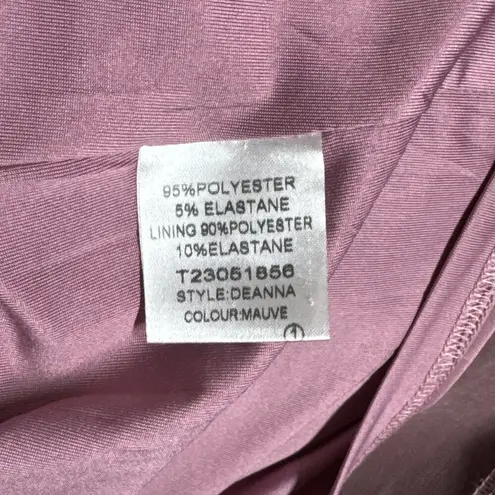 95%POLYESTER
5% ELASTANE
LINING 90%POLYESTER
10%ELASTANE
T23051856
STYLE:DEANNA
COLOUR:MAUVE
1